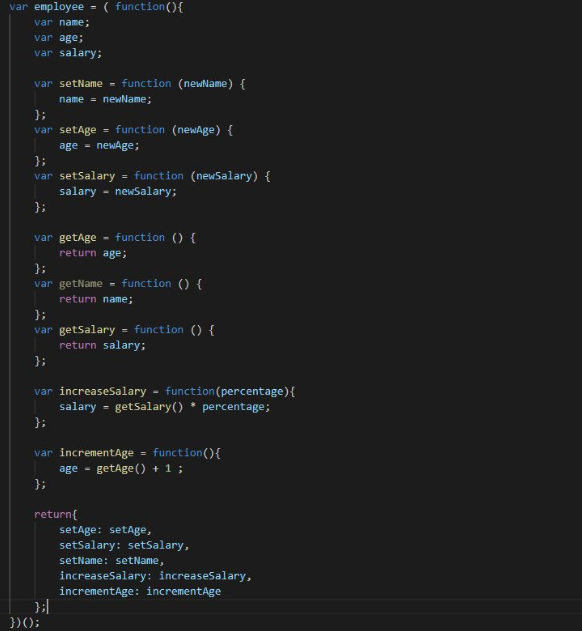 var employee = ( function(){
var name;
var age;
var salary;
var setName = function (newName) {
name = newName;
};
var setAge = function (newAge) {
age = newAge;
};
var setSalary = function (newSalary) {
salary = newSalary;
};
var getAge = function () {
return age;
};
var getName = function () {
return name;
};
var getSalary = function () {
return salary;
};
var increaseSalary = function(percentage){
salary = getSalary() * percentage;
};
var incrementAge = function(){
age = getAge() + 1 ;
};
return{
setAge: setAge,
setSalary: setSalary,
setName: setName,
increaseSalary: increaseSalary,
incrementAge: incrementAge
};
})();